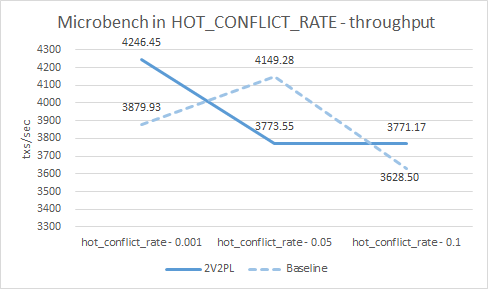 Microbench in HOT_CONFLICT_RATE - throughput
txs/sec
4300
4200
4100
4000
3900
3800
3700
3600
3500
3400
3300
4246.45
4149.28
3879.93
3773.55
3771.17
3628.50
hot_conflict_rate - 0.001
hot_conflict_rate - 0.05
hot_conflict_rate - 0.1
2V2PL
Baseline